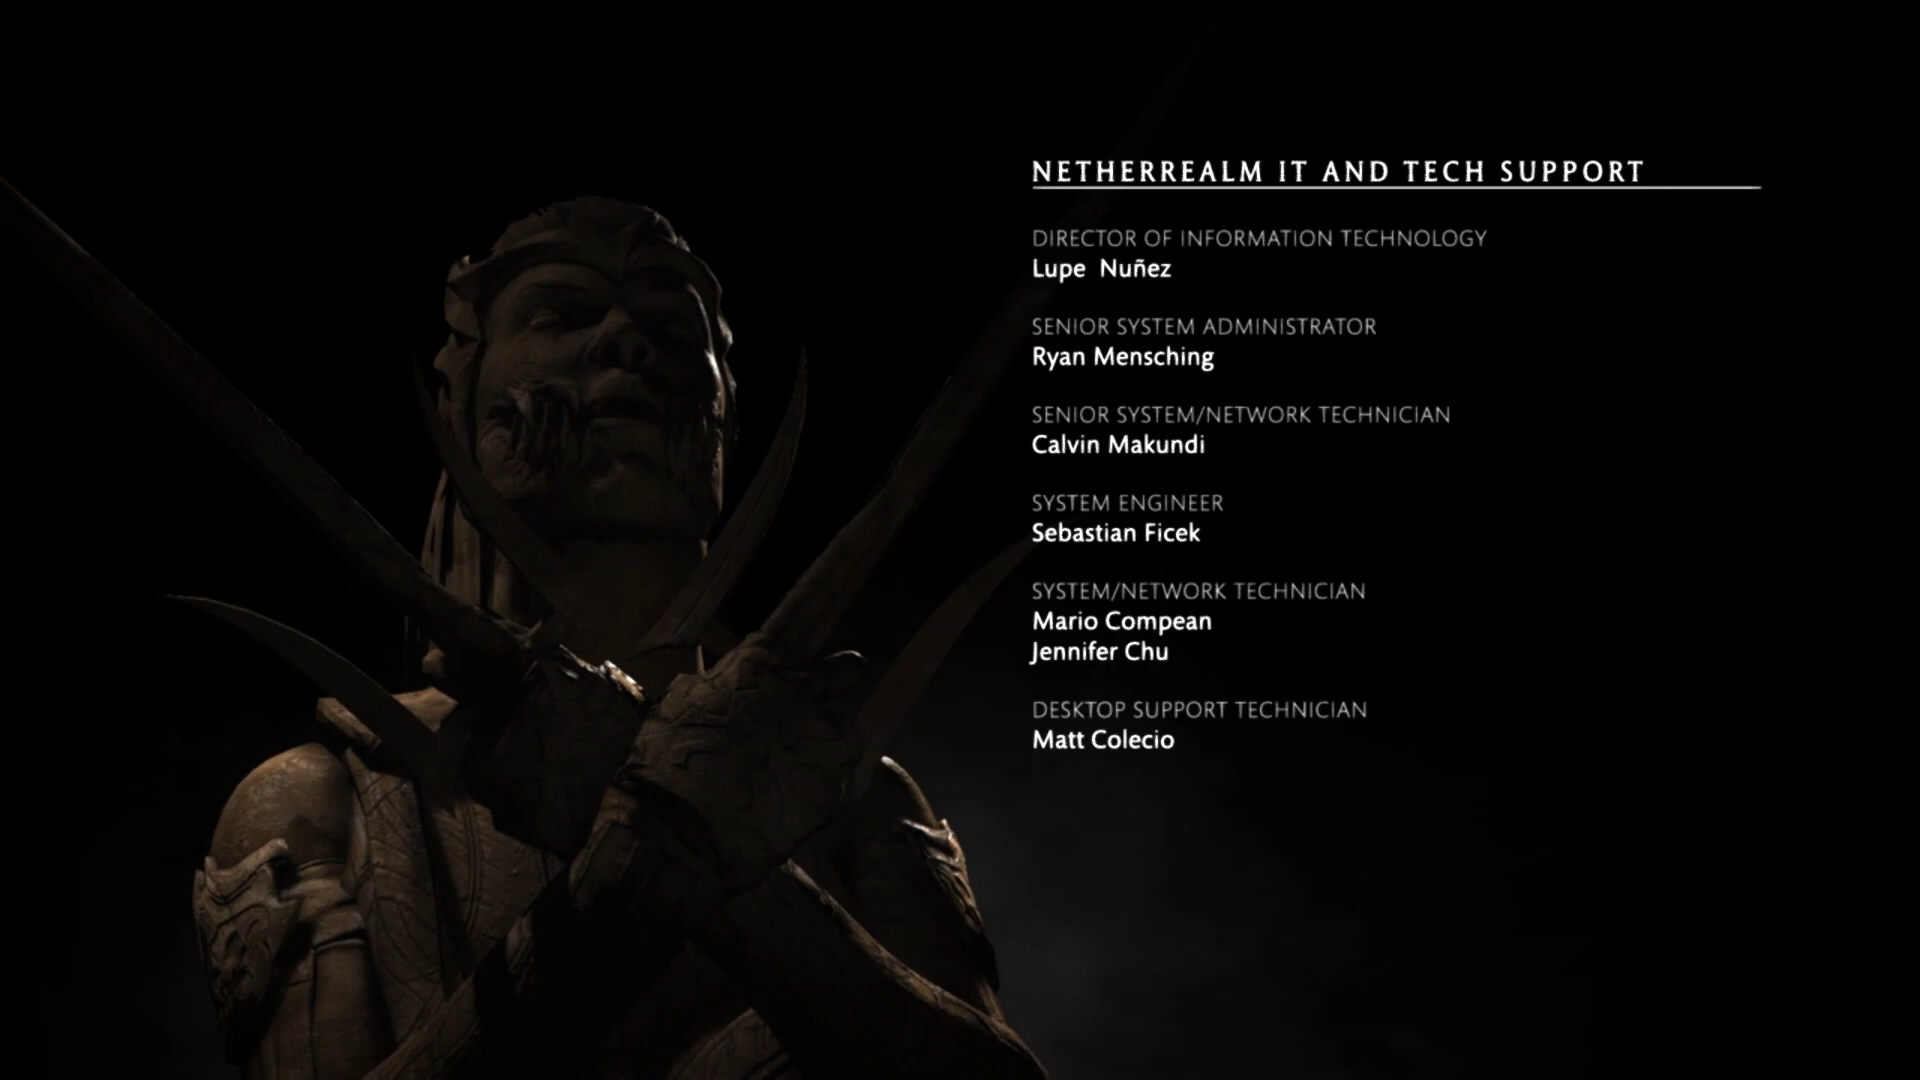 NETHERREALM IT AND TECH SUPPORT
DIRECTOR OF INFORMATION TECHNOLOGY
Lupe Nuñez
SENIOR SYSTEM ADMINISTRATOR
Ryan Mensching
SENIOR SYSTEM/NETWORK TECHNICIAN
Calvin Makundi
SYSTEM ENGINEER
Sebastian Ficek
SYSTEM/NETWORK TECHNICIAN
Mario Compean
Jennifer Chu
DESKTOP SUPPORT TECHNICIAN
Matt Colecio